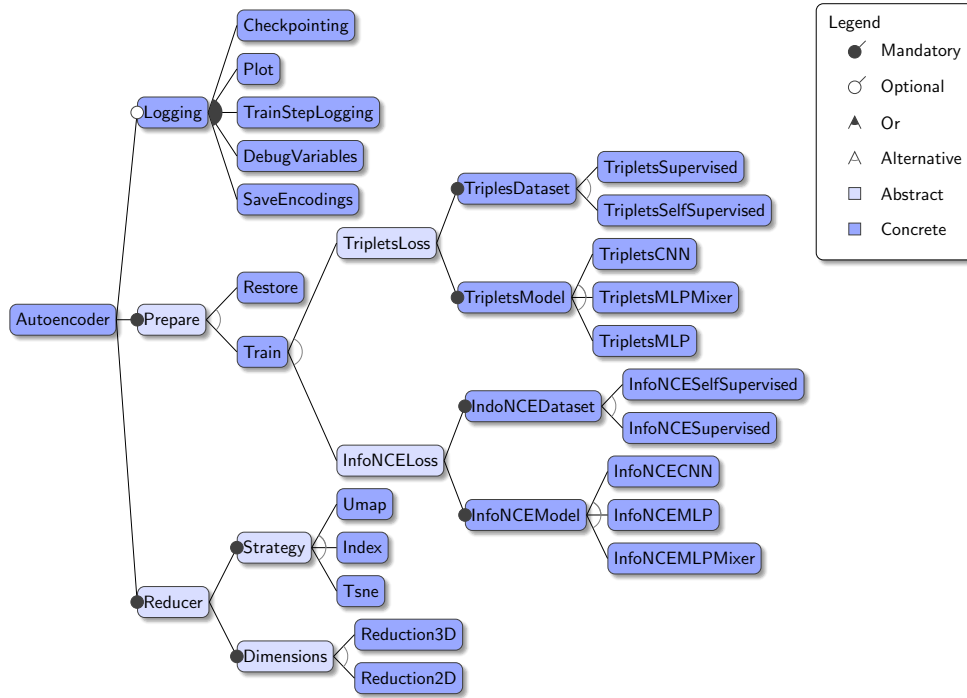 Legend
Mandatory
Optional
Or
Alternative
Abstract
Concrete
Autoencoder
Logging
Checkpointing
Plot
TrainStepLogging
DebugVariables
SaveEncodings
Prepare
Restore
Train
TripletsLoss
TriplesDataset
TripletsSupervised
TripletsSelfSupervised
TripletsModel
TripletsCNN
TripletsMLPMixer
TripletsMLP
InfoNCELoss
IndoNCEDataset
InfoNCESelfSupervised
InfoNCESupervised
InfoNCEModel
InfoNCECNN
InfoNCEMLP
InfoNCEMLPMixer
Reducer
Strategy
Umap
Index
Tsne
Dimensions
Reduction3D
Reduction2D